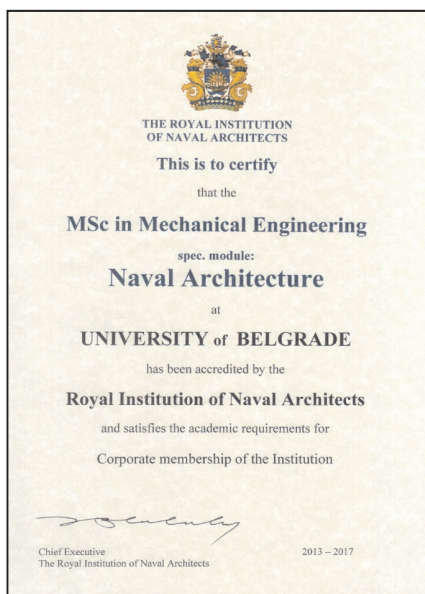 THE ROYAL INSTITUTION
OF NAVAL ARCHITECTS
This is to certify
that the
MSc in Mechanical Engineering
spec. module:
Naval Architecture
at
UNIVERSITY of BELGRADE
has been accredited by the
Royal Institution of Naval Architects
and satisfies the academic requirements for
Corporate membership of the Institution
Chief Executive
The Royal Institution of Naval Architects
2013 – 2017